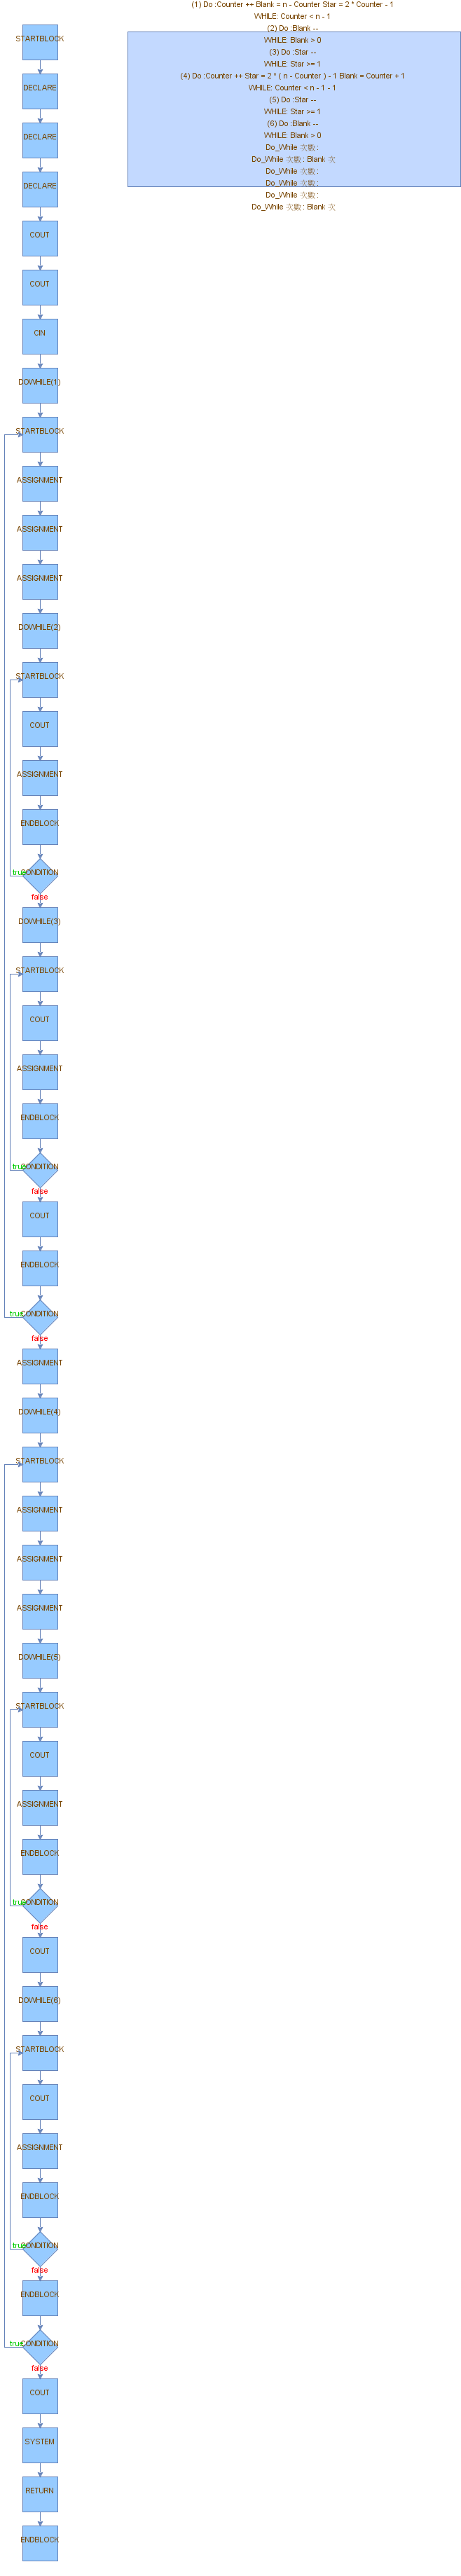 (1) Do :Counter ++ Blank = n - Counter Star = 2 * Counter - 1
WHILE: Counter < n - 1
(2) Do :Blank --
WHILE: Blank > 0
(3) Do :Star --
WHILE: Star >= 1
(4) Do :Counter ++ Star = 2 * ( n - Counter ) - 1 Blank = Counter + 1
WHILE: Counter < n - 1 - 1
(5) Do :Star --
WHILE: Star >= 1
(6) Do :Blank --
WHILE: Blank > 0
Do_While 次數 :
Do_While 次數 : Blank 次
Do_While 次數 :
Do_While 次數 :
Do_While 次數 :
Do_While 次數 : Blank 次
STARTBLOCK
DECLARE
DECLARE
DECLARE
COUT
COUT
CIN
DOWHILE(1)
STARTBLOCK
ASSIGNMENT
ASSIGNMENT
ASSIGNMENT
DOWHILE(2)
STARTBLOCK
COUT
ASSIGNMENT
ENDBLOCK
true CONDITION
false
DOWHILE(3)
STARTBLOCK
COUT
ASSIGNMENT
ENDBLOCK
true CONDITION
false
COUT
ENDBLOCK
true CONDITION
false
ASSIGNMENT
DOWHILE(4)
STARTBLOCK
ASSIGNMENT
ASSIGNMENT
ASSIGNMENT
DOWHILE(5)
STARTBLOCK
COUT
ASSIGNMENT
ENDBLOCK
true CONDITION
false
COUT
DOWHILE(6)
STARTBLOCK
COUT
ASSIGNMENT
ENDBLOCK
true CONDITION
false
ENDBLOCK
true CONDITION
false
COUT
SYSTEM
RETURN
ENDBLOCK